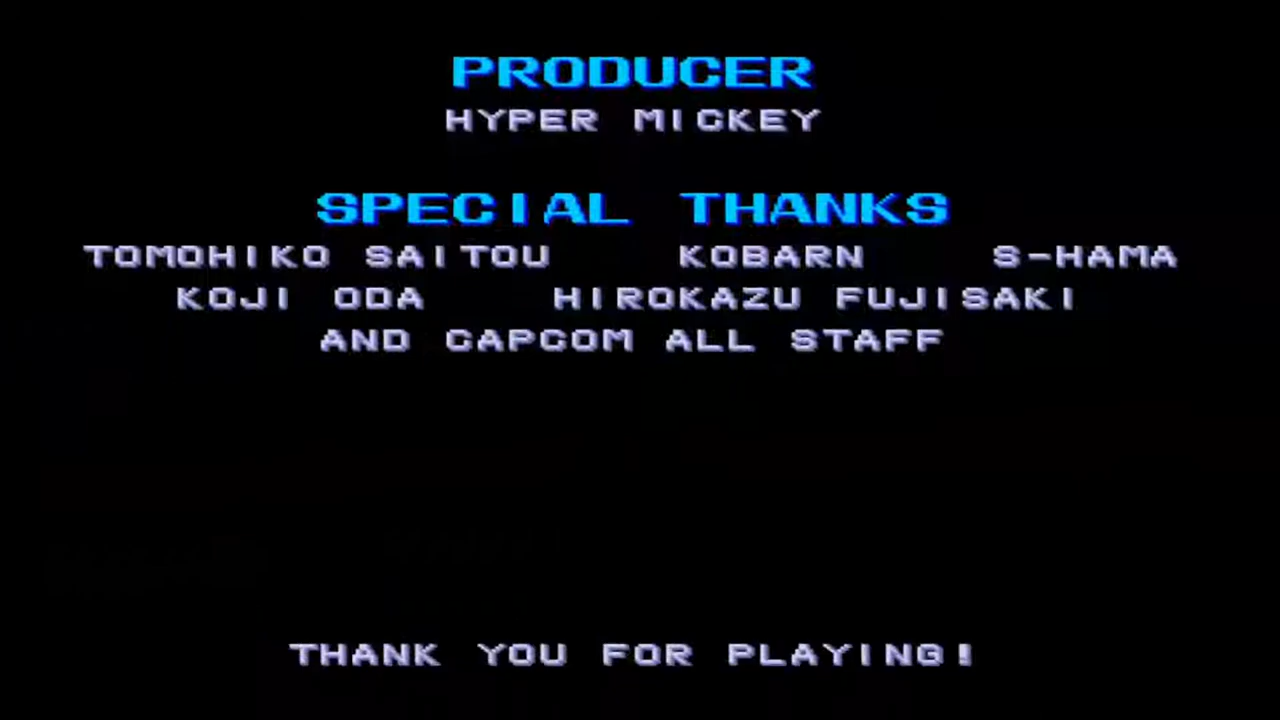 PRODUCER
HYPER MICKEY
SPECIAL THANKS
TOMOHIKO SAITOU KOBARN S-HAMA
KOJI ODA HIROKAZU FUJISAKI
AND CAPCOM ALL STAFF
THANK YOU FOR PLAYING!